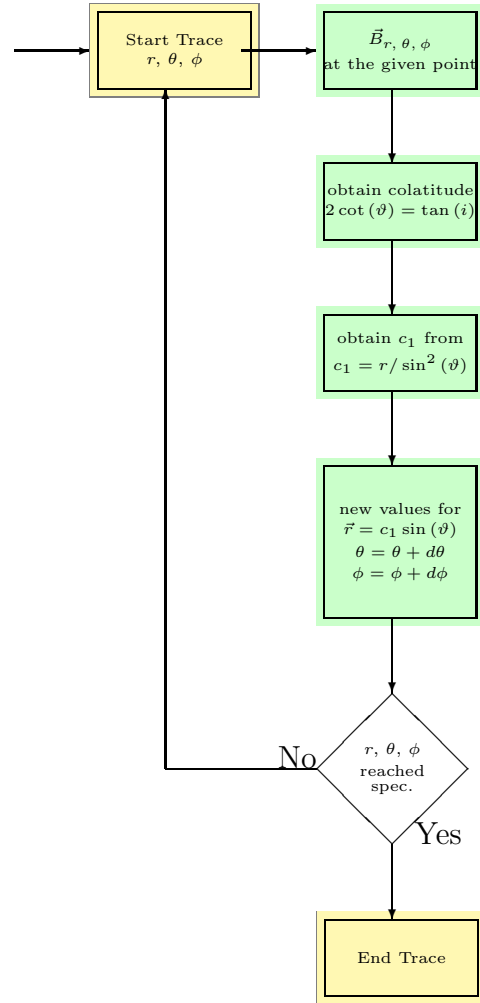 Start Trace
r, θ, ϕ
B⃗ r, θ, ϕ
at the given point
obtain colatitude
2 cot (ϑ) = tan (i)
obtain c₁ from
c₁ = r/ sin² (ϑ)
new values for
r⃗ = c₁ sin (ϑ)
θ = θ + dθ
ϕ = ϕ + dϕ
r, θ, ϕ
reached
spec.
No
Yes
End Trace